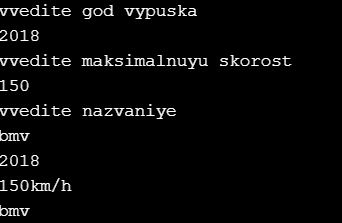 vvedite god vypuska
2018
vvedite maksimalnuyu skorost
150
vvedite nazvaniye
bmv
2018
150km/h
bmv